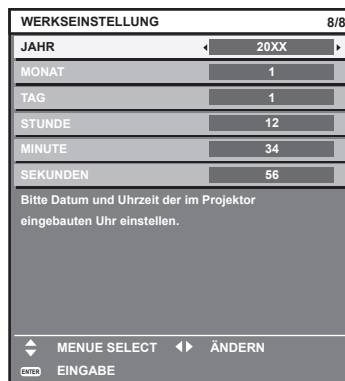 WERKSEINSTELLUNG 8/8
JAHR 20XX
MONAT 1
TAG 1
STUNDE 12
MINUTE 34
SEKUNDEN 56
Bitte Datum und Uhrzeit der im Projektor
eingebauten Uhr einstellen.
MENUE SELECT ÄNDERN
ENTER EINGABE